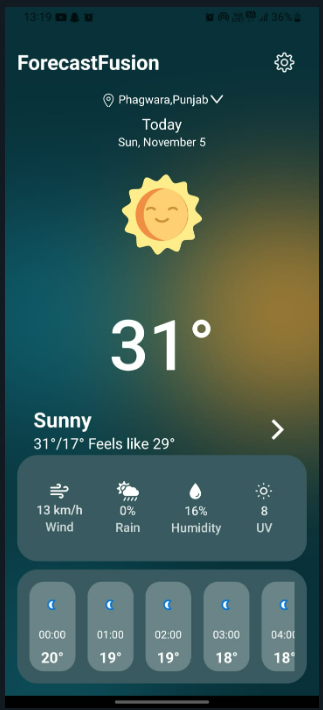 13:19 36%
ForecastFusion
Phagwara,Punjab
Today
Sun, November 5
31°
Sunny
31°/17° Feels like 29°
13 km/h 0% 16% 8
Wind Rain Humidity UV
00:00 01:00 02:00 03:00 04:00
20° 19° 19° 18° 18°